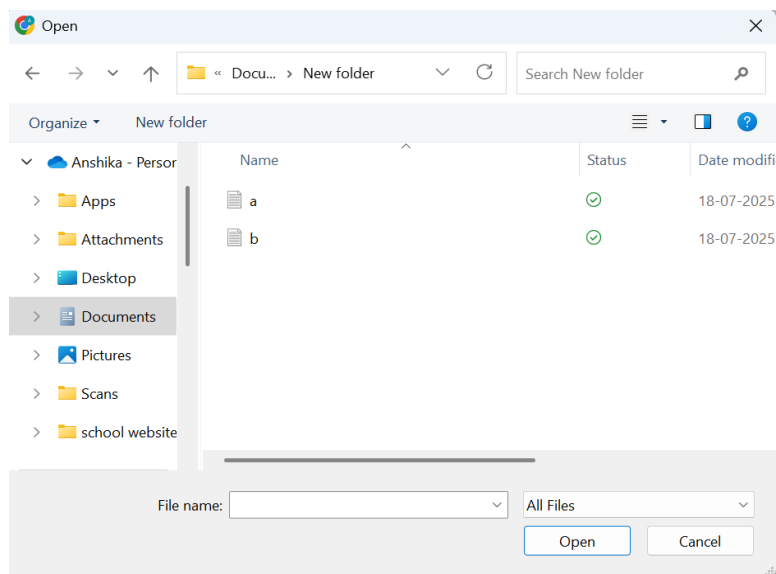 Open
« Docu... > New folder
Search New folder
Organize
New folder
?
Name
Status
Date modifi
Anshika - Persor
Apps
Attachments
Desktop
Documents
Pictures
Scans
school website
a
18-07-2025
b
18-07-2025
File name:
All Files
Open
Cancel